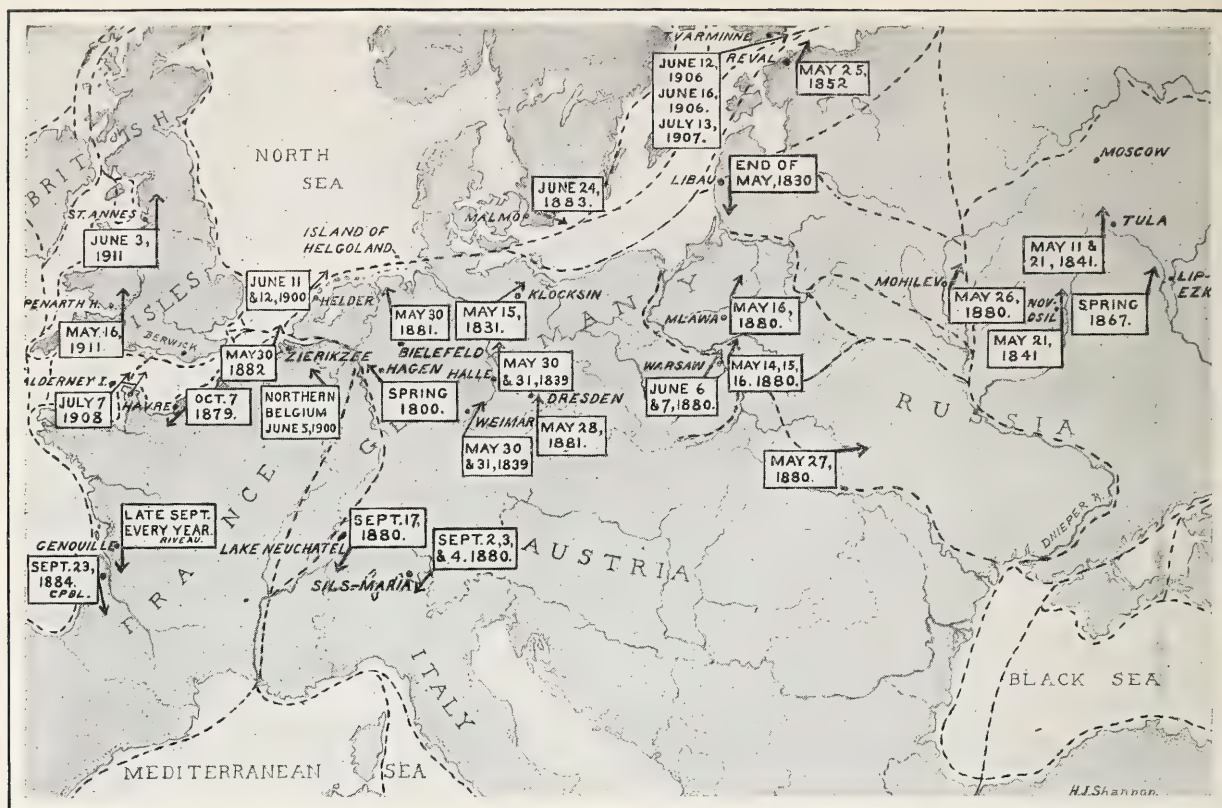 TVARMINNE
REVAL
JUNE 12,
1906
JUNE 16,
1906.
JULY 13,
1907.
MAY 25,
1852
BRITISH
ISLES
NORTH
SEA
MOSCOW
LIBAU
END OF
MAY, 1830
JUNE 24,
1883.
MALMÖ
ST. ANNES
JUNE 3,
1911
ISLAND OF
HELGOLAND
TULA
MAY 11 &
21, 1841.
LIP-
EZK
SPRING
1867.
MOHILEV
MAY 26,
1880.
NOV-
OSIL
MAY 21,
1841
JUNE 11
& 12, 1900
HELDER
PENARTH H.
MAY 16,
1911.
BERWICK
MAY 30
1881.
MAY 15,
1831.
KLOCKSIN
GERMANY
MLAWA
MAY 16,
1880.
MAY 30
1882
ZIERIKZEE
BIELEFELD
HAGEN
HALLE
MAY 30
& 31, 1839
WARSAW
JUNE 6
& 7, 1880.
MAY 14, 15,
16. 1880.
ALDERNEY I.
JULY 7
1908
HAVRE
OCT. 7
1879.
NORTHERN
BELGIUM
JUNE 5, 1900
SPRING
1800.
WEIMAR
MAY 30
& 31, 1839
DRESDEN
MAY 28,
1881.
RUSSIA
MAY 27,
1880.
DNIEPER R.
LATE SEPT.
EVERY YEAR.
RIVEAU.
GENOUILLE
SEPT. 23,
1884.
FRANCE
LAKE NEUCHATEL
SEPT. 17,
1880.
SILS-MARIA
SEPT. 2, 3,
& 4. 1880.
AUSTRIA
ITALY
BLACK SEA
MEDITERRANEAN SEA
H.J. Shannon.